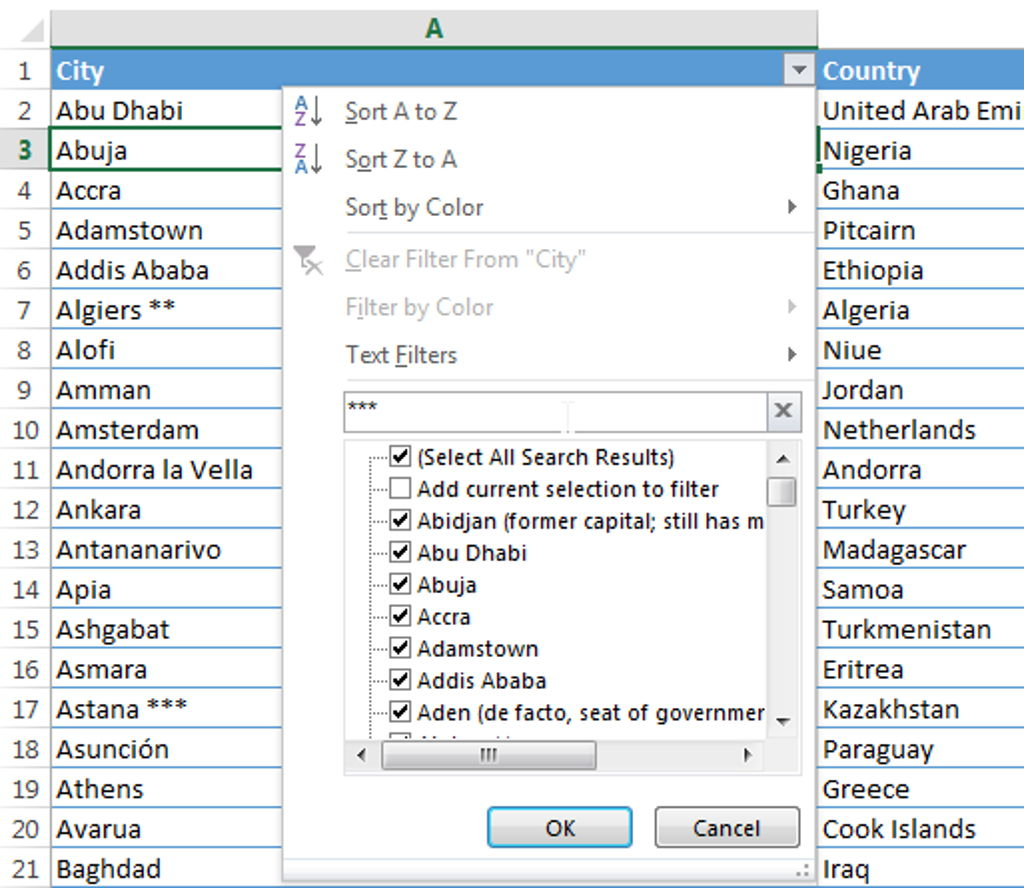 A
1 City Country
2 Abu Dhabi United Arab Emi
3 Abuja Nigeria
4 Accra Ghana
5 Adamstown Pitcairn
6 Addis Ababa Ethiopia
7 Algiers ** Algeria
8 Alofi Niue
9 Amman Jordan
10 Amsterdam Netherlands
11 Andorra la Vella Andorra
12 Ankara Turkey
13 Antananarivo Madagascar
14 Apia Samoa
15 Ashgabat Turkmenistan
16 Asmara Eritrea
17 Astana *** Kazakhstan
18 Asunción Paraguay
19 Athens Greece
20 Avarua Cook Islands
21 Baghdad Iraq
Sort A to Z
Sort Z to A
Sort by Color
Clear Filter From "City"
Filter by Color
Text Filters
***
(Select All Search Results)
Add current selection to filter
Abidjan (former capital; still has m
Abu Dhabi
Abuja
Accra
Adamstown
Addis Ababa
Aden (de facto, seat of governmer
OK Cancel